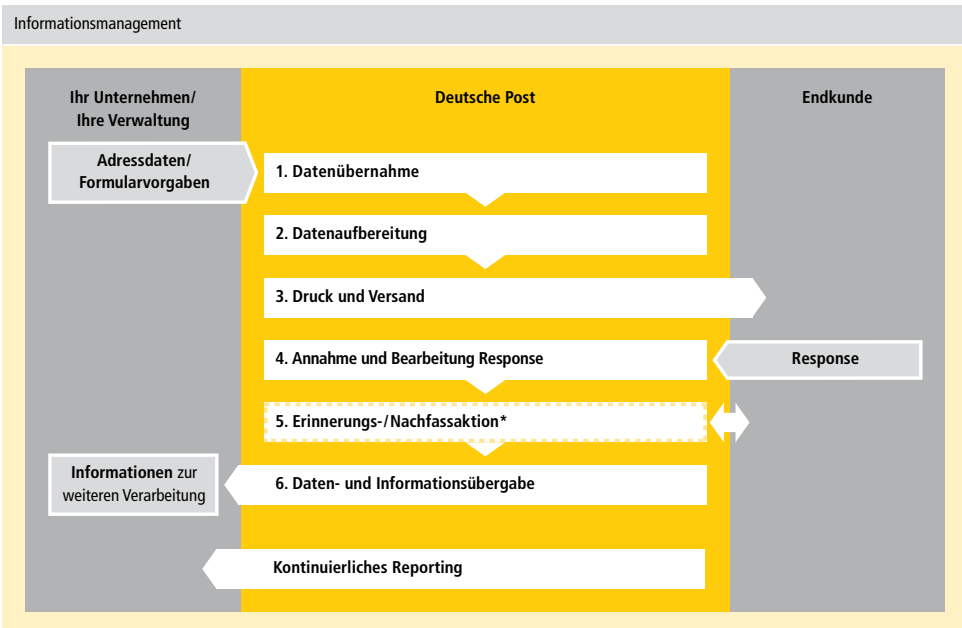 Informationsmanagement
Ihr Unternehmen/
Ihre Verwaltung
Deutsche Post
Endkunde
Adressdaten/
Formularvorgaben
1. Datenübernahme
2. Datenaufbereitung
3. Druck und Versand
4. Annahme und Bearbeitung Response
Response
5. Erinnerungs-/Nachfassaktion*
Informationen zur
weiteren Verarbeitung
6. Daten- und Informationsübergabe
Kontinuierliches Reporting